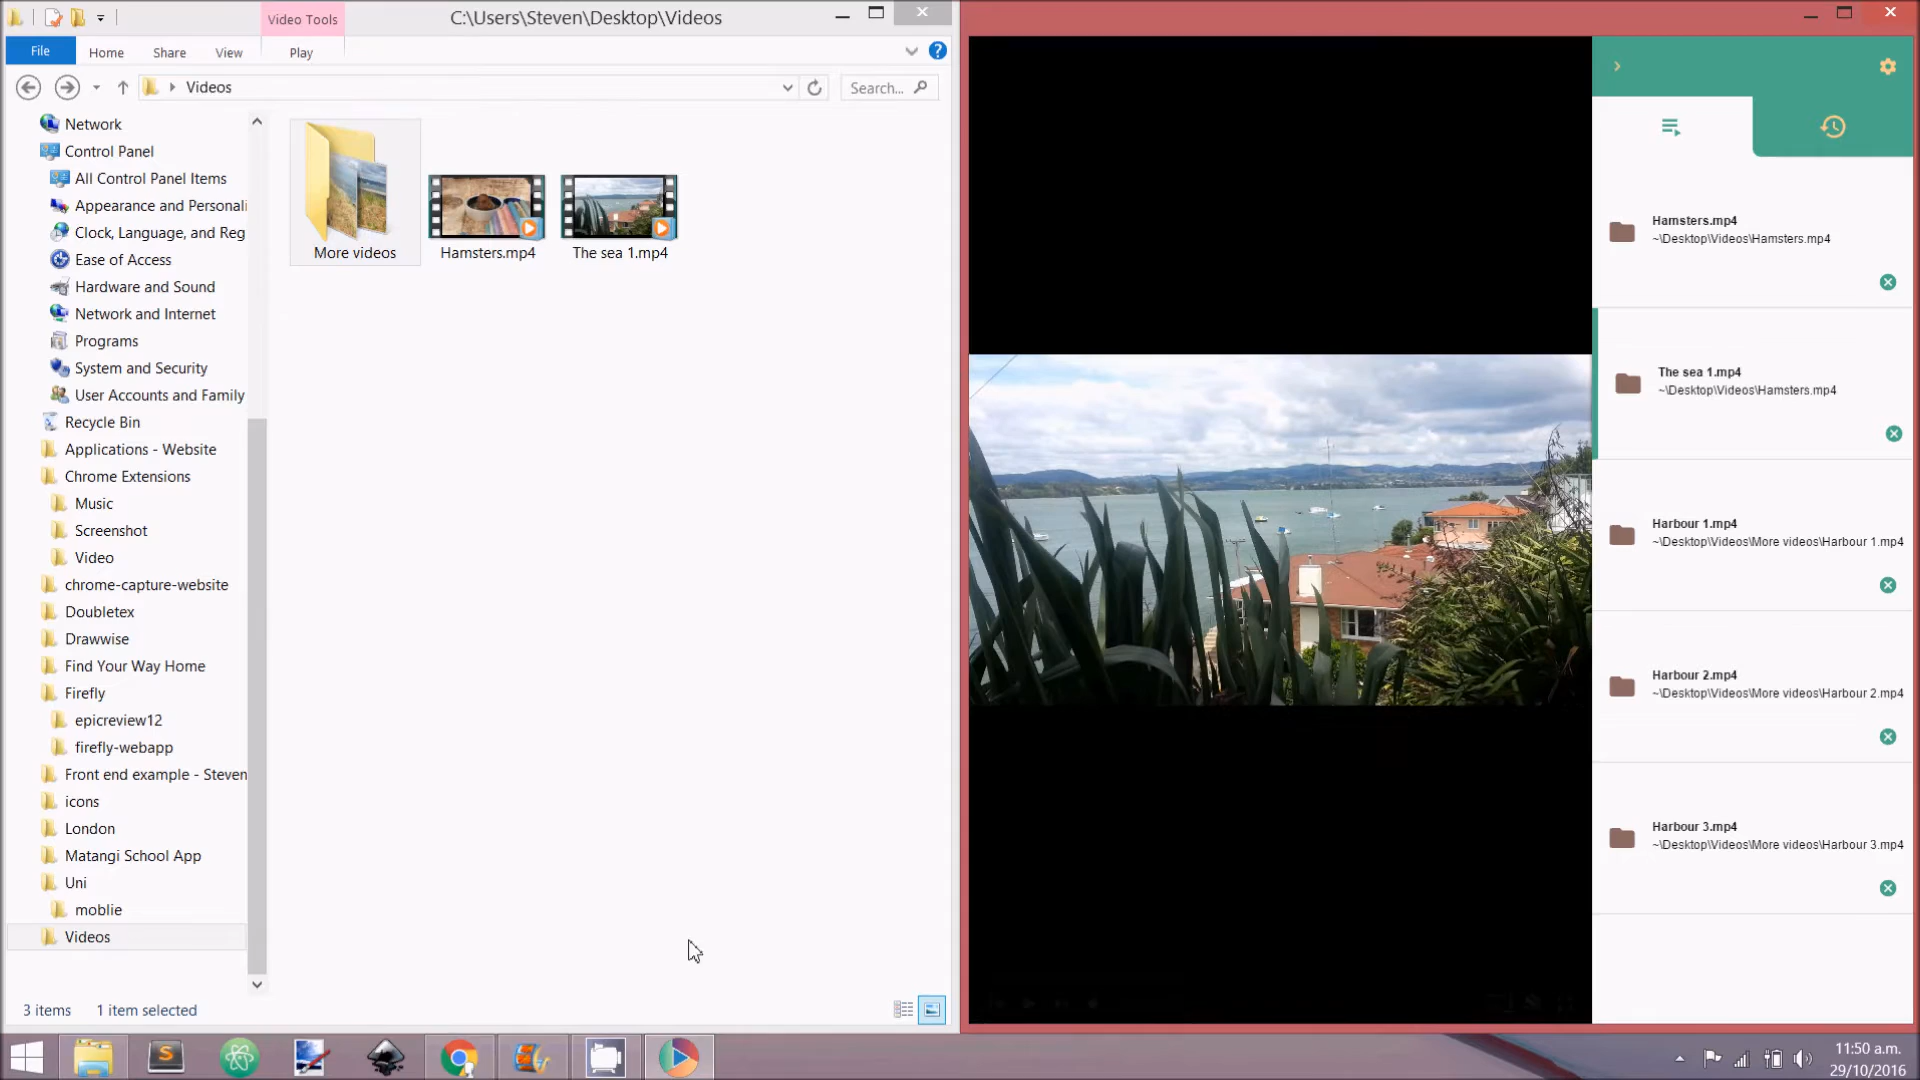 Video Tools
C:\Users\Steven\Desktop\Videos
File
Home
Share
View
Play
Videos
Search...
Network
Control Panel
All Control Panel Items
Appearance and Personali
Clock, Language, and Reg
Ease of Access
Hardware and Sound
Network and Internet
Programs
System and Security
User Accounts and Family
Recycle Bin
Applications - Website
Chrome Extensions
Music
Screenshot
Video
chrome-capture-website
Doubletex
Drawwise
Find Your Way Home
Firefly
epicreview12
firefly-webapp
Front end example - Steven
icons
London
Matangi School App
Uni
moblie
Videos
More videos
Hamsters.mp4
The sea 1.mp4
3 items
1 item selected
Hamsters.mp4
~\Desktop\Videos\Hamsters.mp4
The sea 1.mp4
~\Desktop\Videos\Hamsters.mp4
Harbour 1.mp4
~\Desktop\Videos\More videos\Harbour 1.mp4
Harbour 2.mp4
~\Desktop\Videos\More videos\Harbour 2.mp4
Harbour 3.mp4
~\Desktop\Videos\More videos\Harbour 3.mp4
11:50 a.m.
29/10/2016